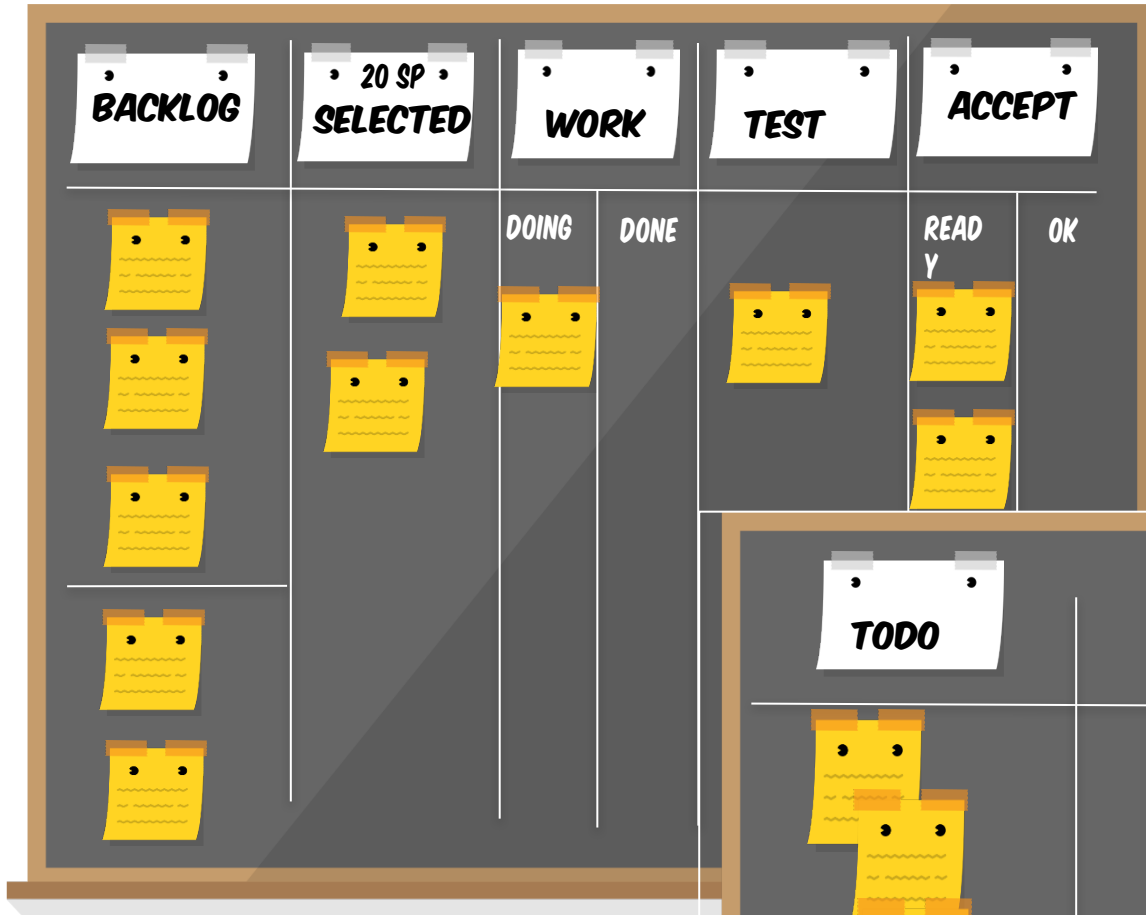 BACKLOG
20 SP
SELECTED
WORK
TEST
ACCEPT
DOING
DONE
READ
Y
OK
TODO